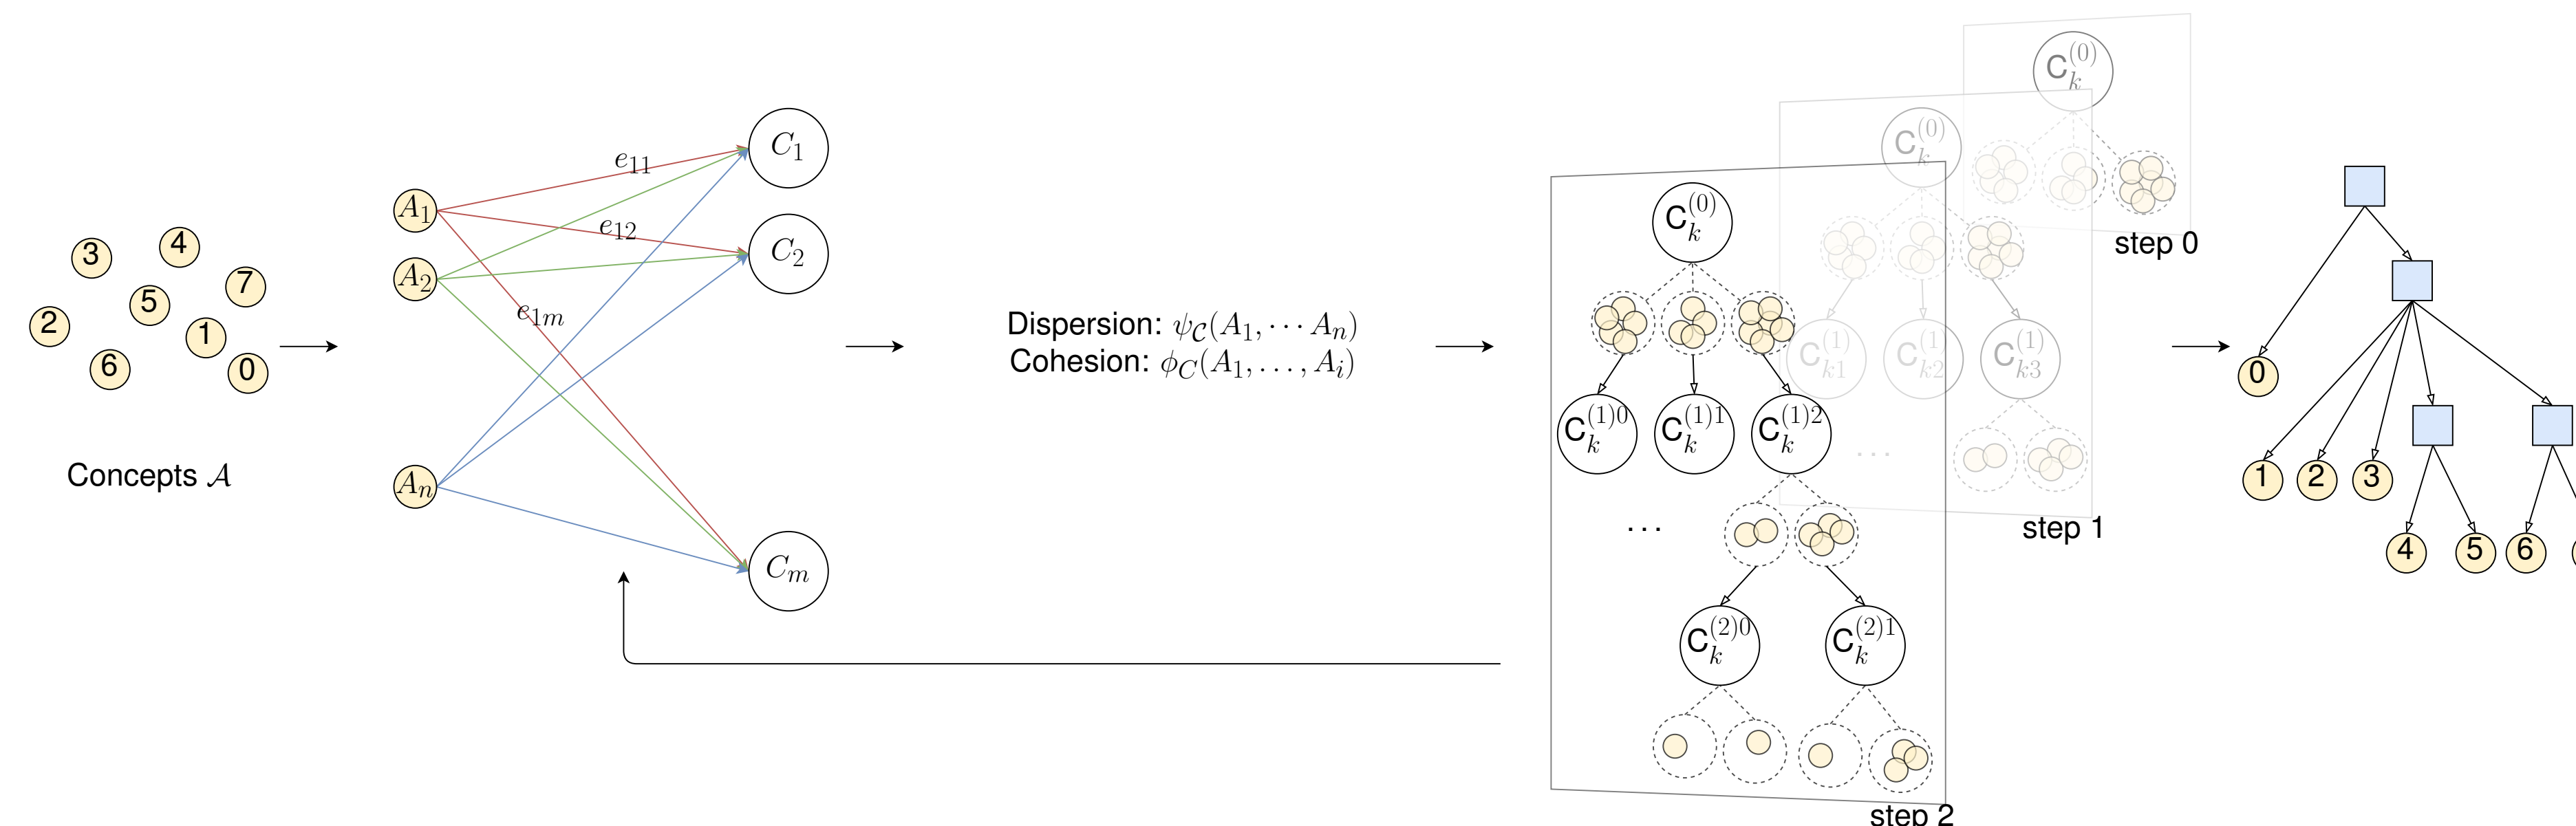 3
4
7
2
5
1
6
0
Concepts 𝒜
A₁
A₂
Aₙ
e₁₁
e₁₂
e₁ₘ
C₁
C₂
Cₘ
Dispersion: ψ_𝒞(A₁, ⋯ Aₙ)
Cohesion: ϕ_C(A₁, …, Aᵢ)
C_k^(0)
C_k^(1)0
C_k^(1)1
C_k^(1)2
…
C_k^(2)0
C_k^(2)1
step 2
C_k^(0)
C_k1^(1)
C_k2^(1)
C_k3^(1)
…
step 1
C_k^(0)
step 0
0
1
2
3
4
5
6